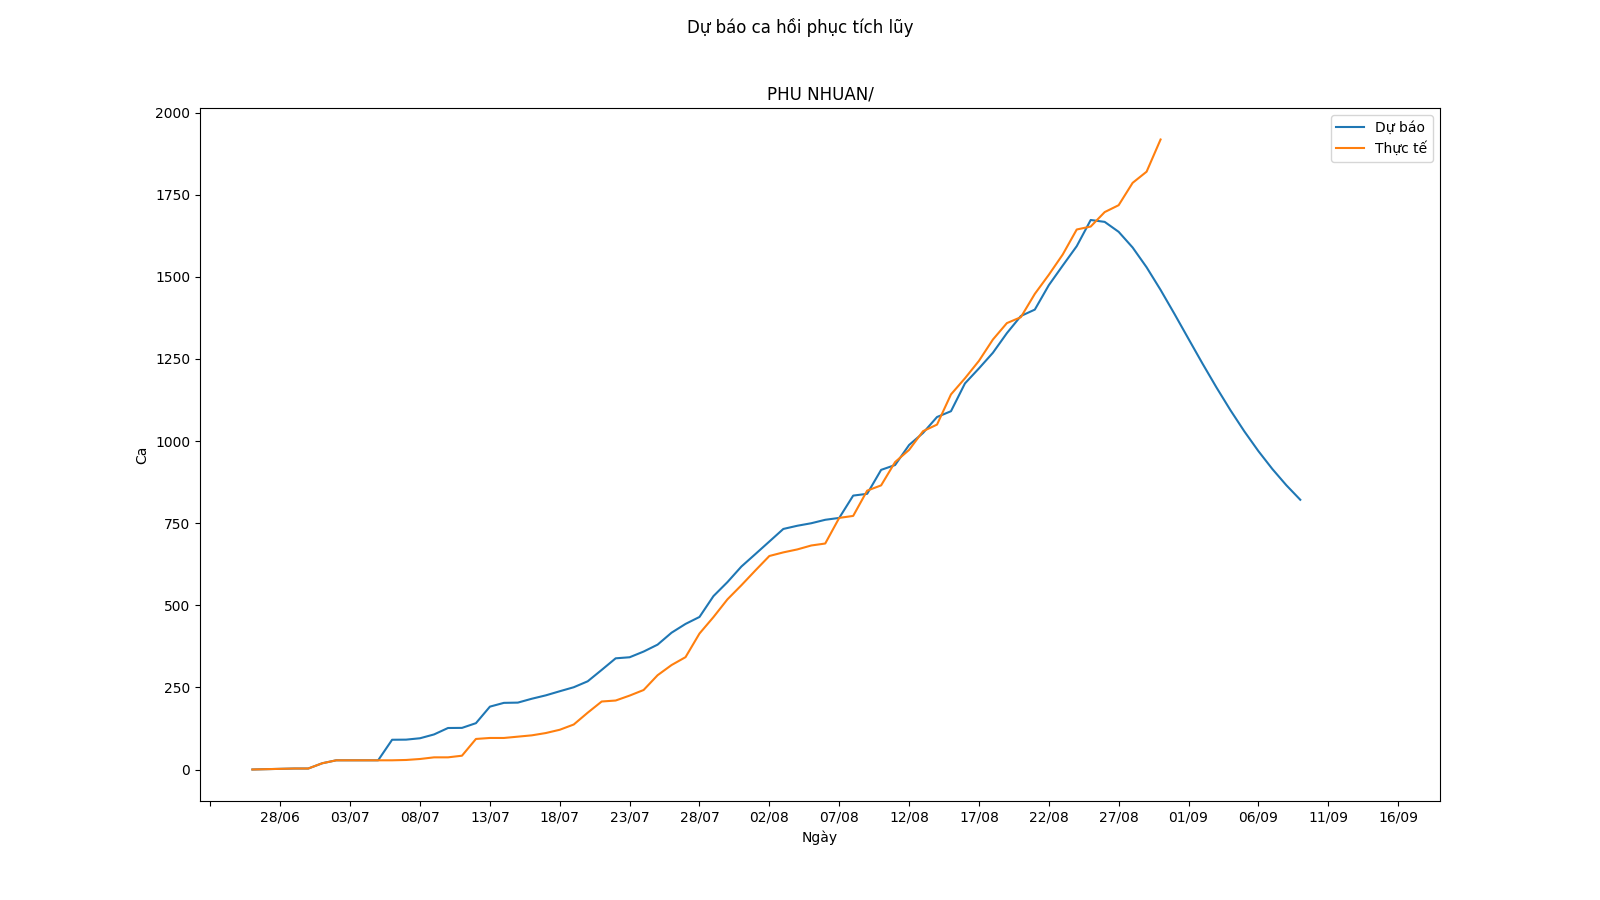 Dự báo ca hồi phục tích lũy
PHU NHUAN/
Dự báo
Thực tế
2000
1750
1500
1250
1000
750
500
250
0
Ca
28/06 03/07 08/07 13/07 18/07 23/07 28/07 02/08 07/08 12/08 17/08 22/08 27/08 01/09 06/09 11/09 16/09
Ngày